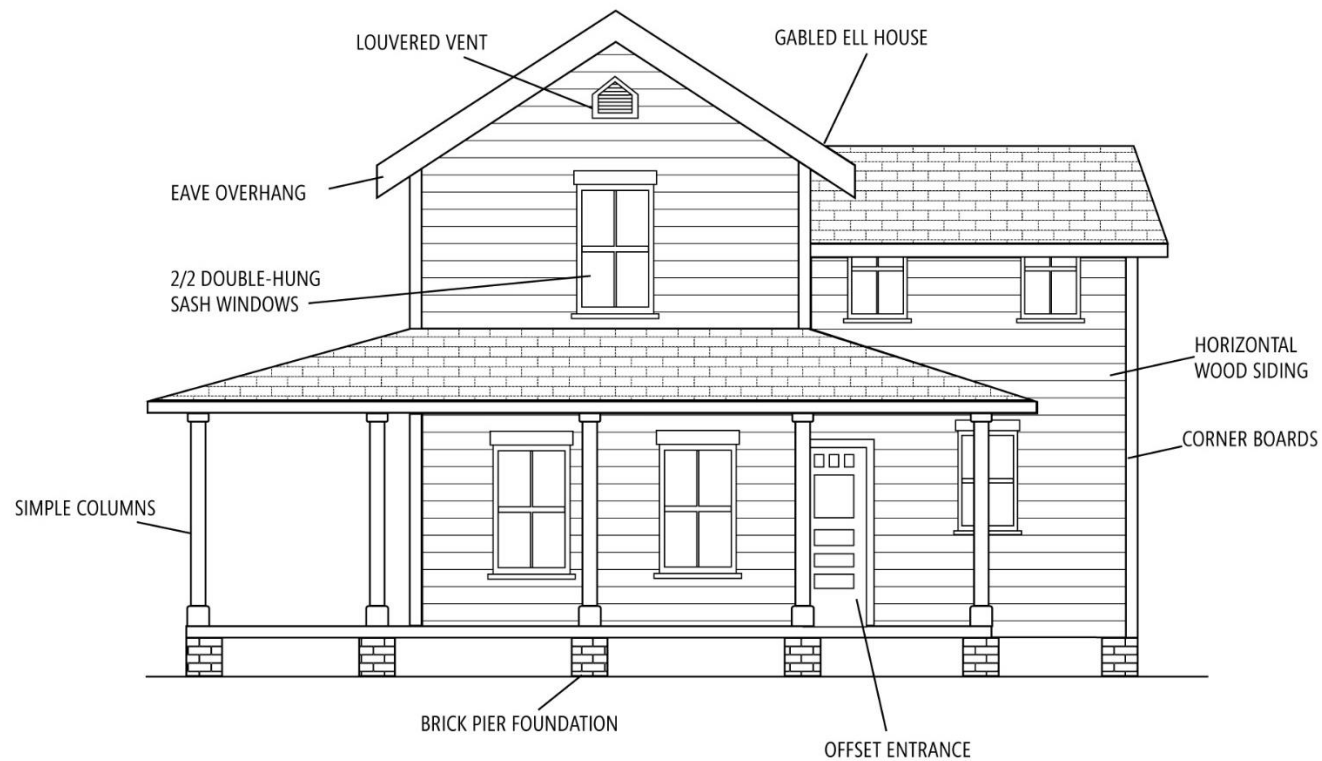 LOUVERED VENT
GABLED ELL HOUSE
EAVE OVERHANG
2/2 DOUBLE-HUNG
SASH WINDOWS
HORIZONTAL
WOOD SIDING
CORNER BOARDS
SIMPLE COLUMNS
BRICK PIER FOUNDATION
OFFSET ENTRANCE